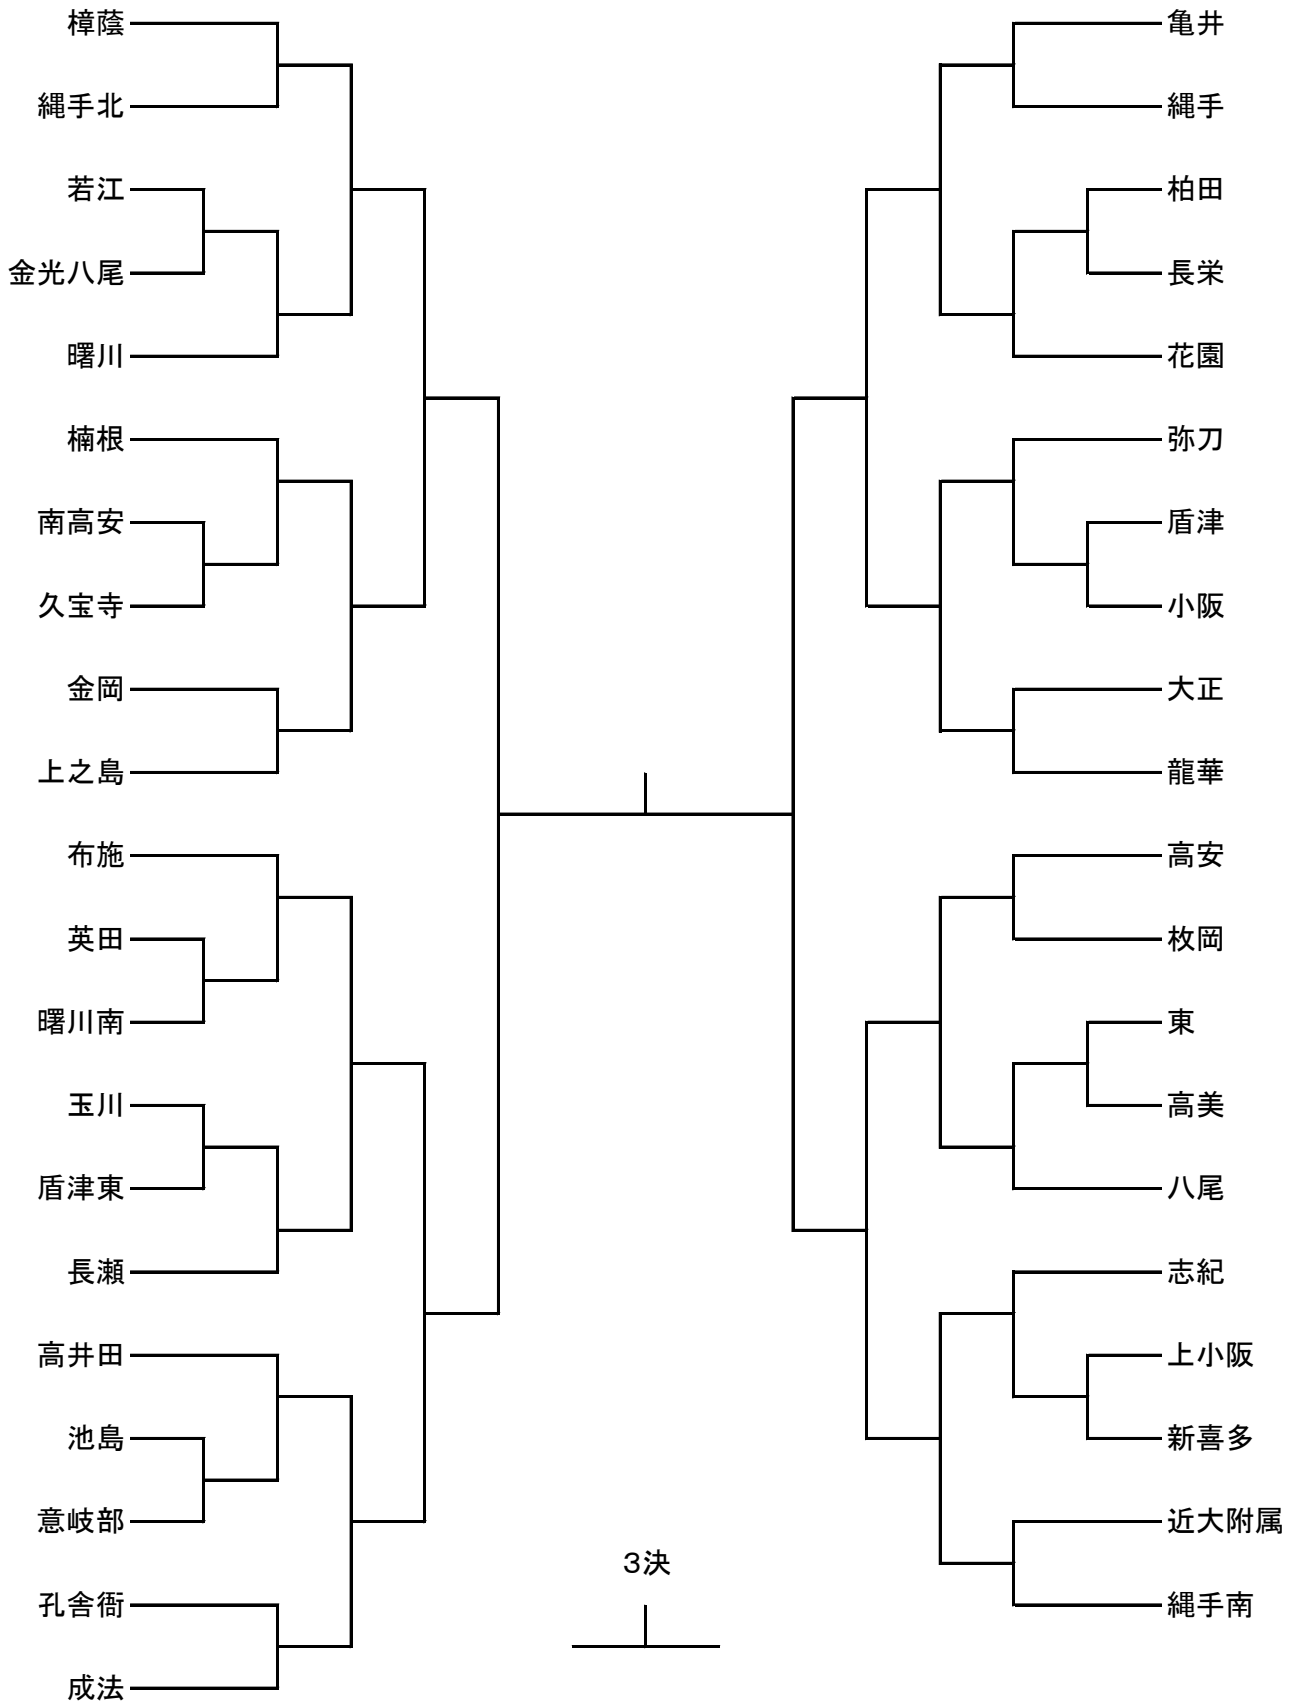 樟蔭
縄手北
若江
金光八尾
曙川
楠根
南高安
久宝寺
金岡
上之島
布施
英田
曙川南
玉川
盾津東
長瀬
高井田
池島
意岐部
孔舎衙
成法
亀井
縄手
柏田
長栄
花園
弥刀
盾津
小阪
大正
龍華
高安
枚岡
東
高美
八尾
志紀
上小阪
新喜多
近大附属
縄手南
3決